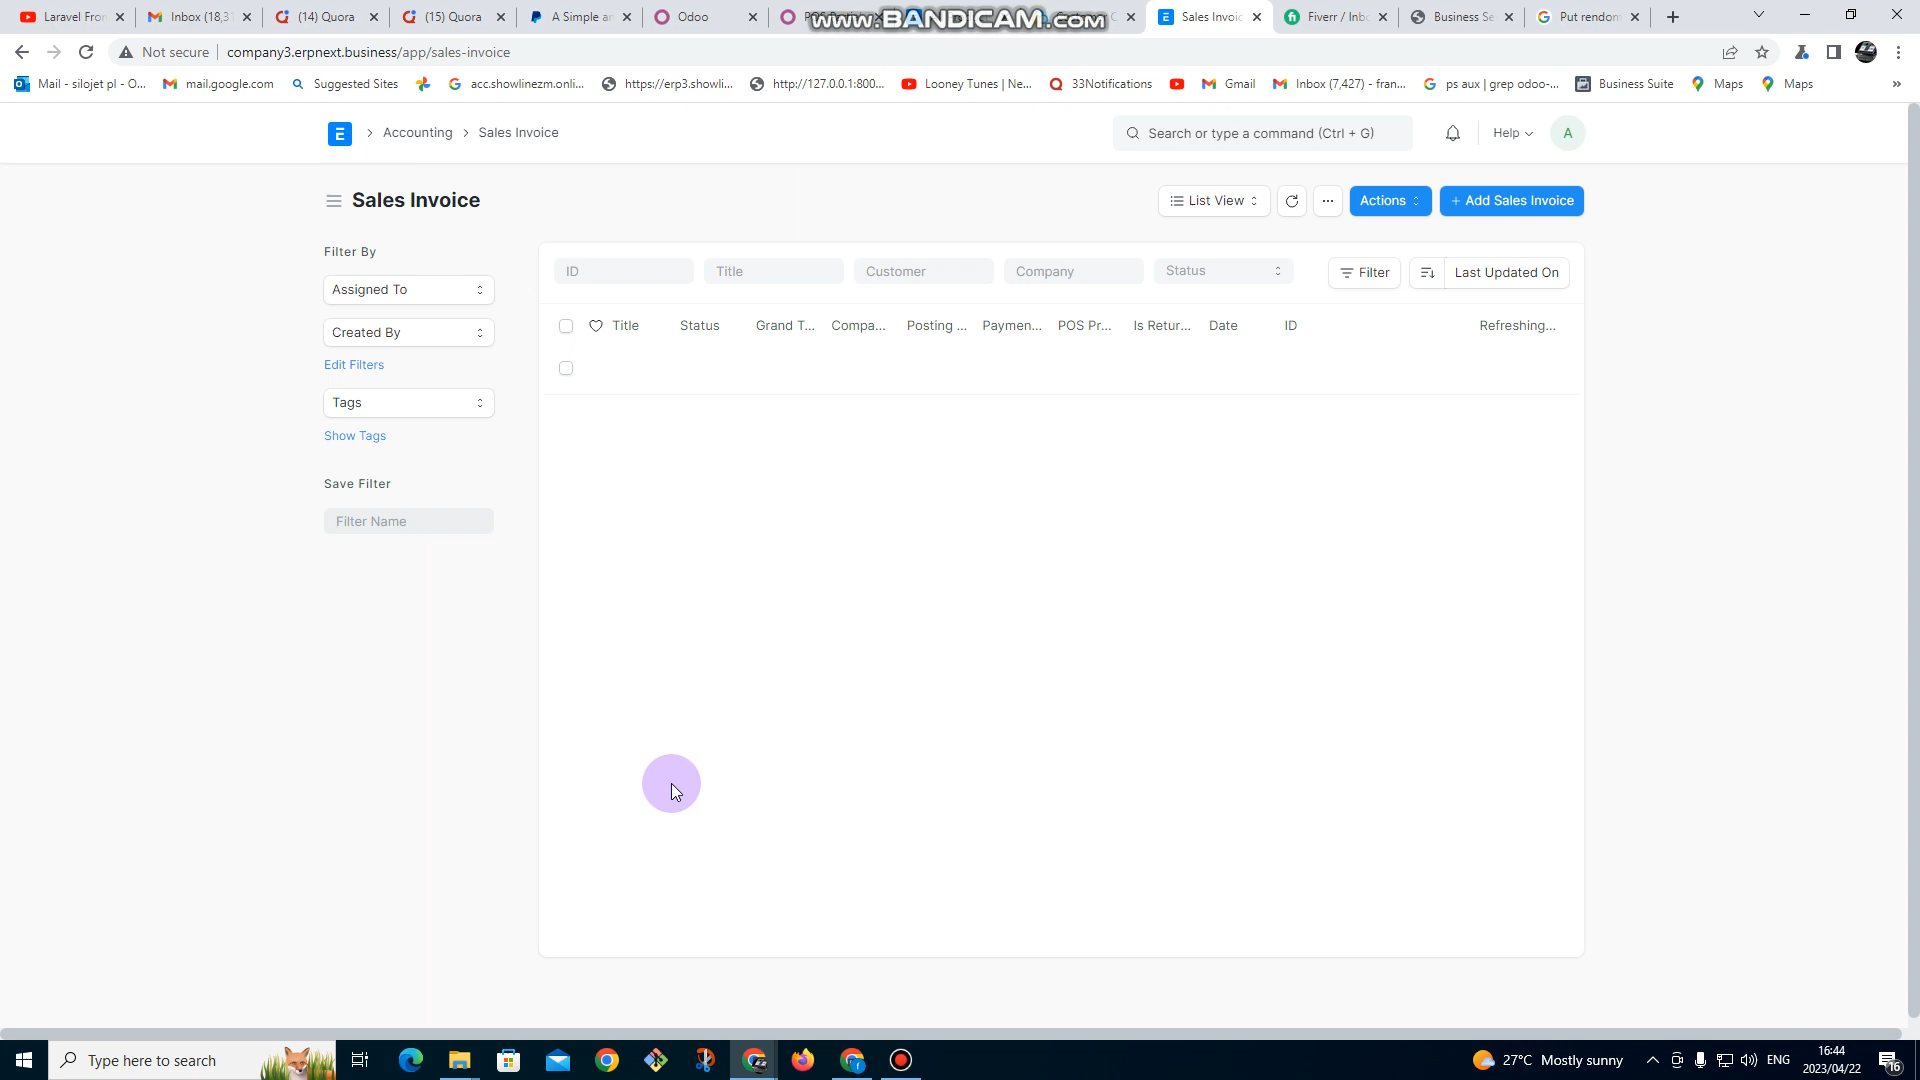 Laravel Fron
Inbox (18,31
(14) Quora
(15) Quora
A Simple an
Odoo
www.BANDICAM.com
Sales Invoic
Fiverr / Inbo
Business Se
Put rendom
Not secure
company3.erpnext.business/app/sales-invoice
Mail - silojet pl - O...
mail.google.com
Suggested Sites
acc.showlinezm.onli...
https://erp3.showli...
http://127.0.0.1:800...
Looney Tunes | Ne...
33Notifications
Gmail
Inbox (7,427) - fran...
ps aux | grep odoo-...
Business Suite
Maps
Maps
»
E
Accounting
Sales Invoice
Search or type a command (Ctrl + G)
Help
A
Sales Invoice
List View
...
Actions
+ Add Sales Invoice
Filter By
Assigned To
Created By
Edit Filters
Tags
Show Tags
Save Filter
Filter Name
ID
Title
Customer
Company
Status
Filter
Last Updated On
Title
Status
Grand T...
Compa...
Posting ...
Paymen...
POS Pr...
Is Retur...
Date
ID
Refreshing...
Type here to search
27°C Mostly sunny
ENG
16:44
2023/04/22
16